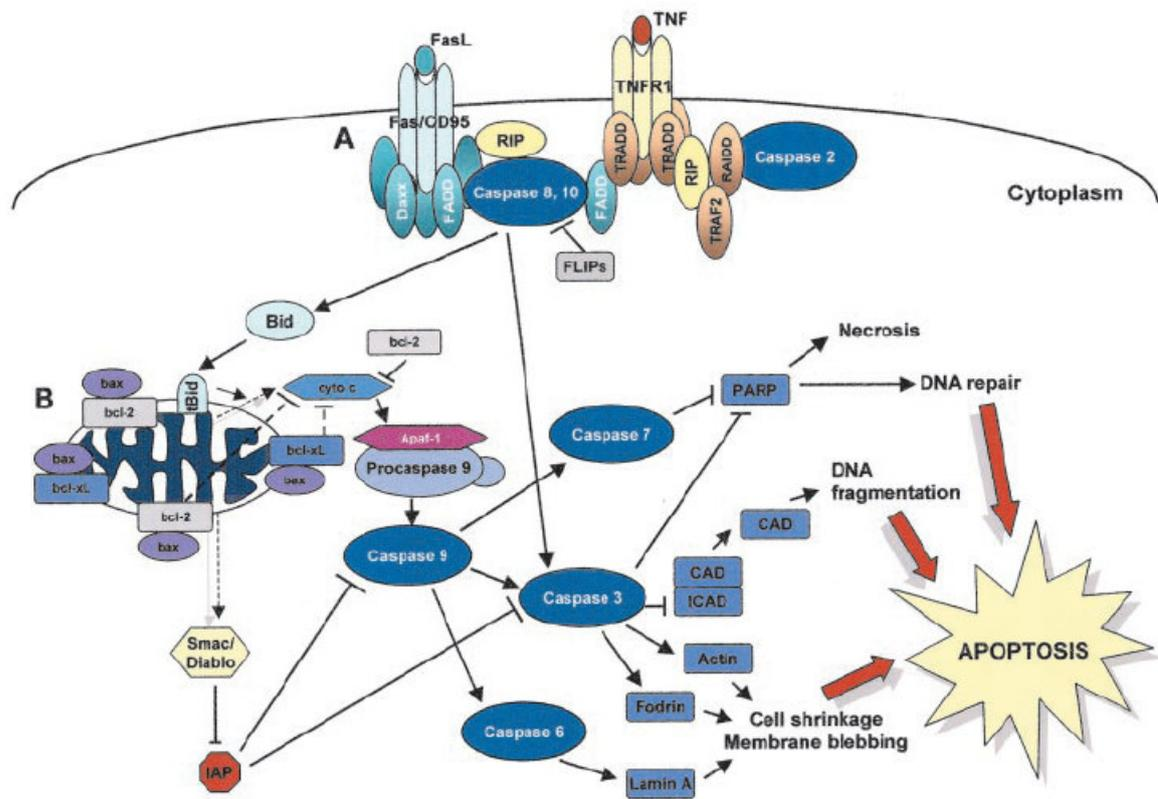 TNF
FasL
TNFR1
Fas/CD95
A
RIP
TRADD
TRADD
Caspase 2
RAIDD
RIP
Caspase 8, 10
Daxx
FADD
FADD
Cytoplasm
TRAF2
FLIPs
Bid
Necrosis
bcl-2
bax
tBid
cyto c
PARP
DNA repair
B
bcl-2
Apaf-1
Caspase 7
bcl-xL
bax
Procaspase 9
DNA
fragmentation
bax
bcl-xL
bcl-2
CAD
bax
Caspase 9
CAD
Caspase 3
ICAD
Smac/
Diablo
Actin
APOPTOSIS
Fodrin
Cell shrinkage
Membrane blebbing
Caspase 6
IAP
Lamin A